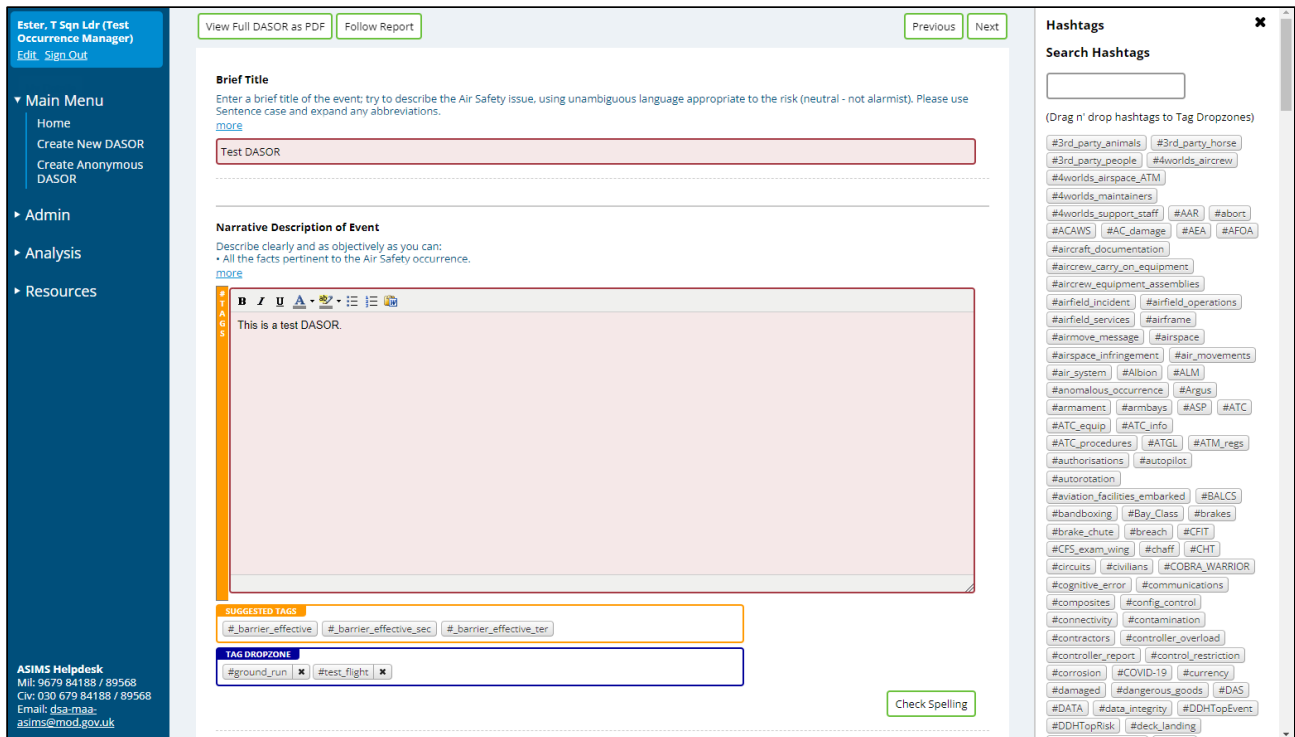 Ester, T Sqn Ldr (Test
Occurrence Manager)
Edit Sign Out
Main Menu
Home
Create New DASOR
Create Anonymous
DASOR
Admin
Analysis
Resources
ASIMS Helpdesk
Mil: 9679 84188 / 89568
Civ: 030 679 84188 / 89568
Email: dsa-maa-
asims@mod.gov.uk
View Full DASOR as PDF Follow Report Previous Next
Brief Title
Enter a brief title of the event; try to describe the Air Safety issue, using unambiguous language appropriate to the risk (neutral - not alarmist). Please use
Sentence case and expand any abbreviations.
more
Test DASOR
Narrative Description of Event
Describe clearly and as objectively as you can:
• All the facts pertinent to the Air Safety occurrence.
more
#TAGS
B I U A ab
This is a test DASOR.
SUGGESTED TAGS
#_barrier_effective #_barrier_effective_sec #_barrier_effective_ter
TAG DROPZONE
#ground_run × #test_flight ×
Check Spelling
Hashtags ×
Search Hashtags
(Drag n' drop hashtags to Tag Dropzones)
#3rd_party_animals #3rd_party_horse
#3rd_party_people #4worlds_aircrew
#4worlds_airspace_ATM
#4worlds_maintainers
#4worlds_support_staff #AAR #abort
#ACAWS #AC_damage #AEA #AFOA
#aircraft_documentation
#aircrew_carry_on_equipment
#aircrew_equipment_assemblies
#airfield_incident #airfield_operations
#airfield_services #airframe
#airmove_message #airspace
#airspace_infringement #air_movements
#air_system #Albion #ALM
#anomalous_occurrence #Argus
#armament #armbays #ASP #ATC
#ATC_equip #ATC_info
#ATC_procedures #ATGL #ATM_regs
#authorisations #autopilot
#autorotation
#aviation_facilities_embarked #BALCS
#bandboxing #Bay_Class #brakes
#brake_chute #breach #CFIT
#CFS_exam_wing #chaff #CHT
#circuits #civilians #COBRA_WARRIOR
#cognitive_error #communications
#composites #config_control
#connectivity #contamination
#contractors #controller_overload
#controller_report #control_restriction
#corrosion #COVID-19 #currency
#damaged #dangerous_goods #DAS
#DATA #data_integrity #DDHTopEvent
#DDHTopRisk #deck_landing